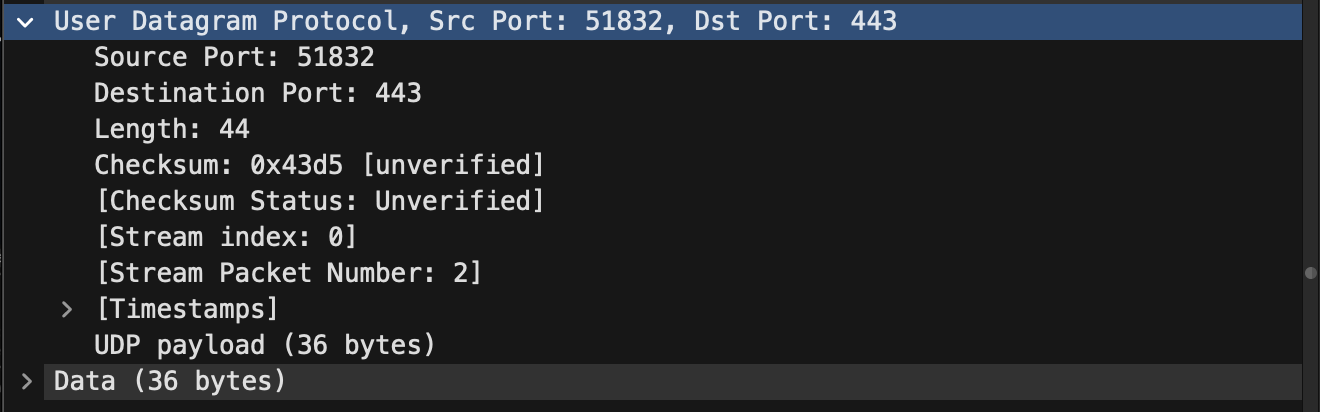 User Datagram Protocol, Src Port: 51832, Dst Port: 443
Source Port: 51832
Destination Port: 443
Length: 44
Checksum: 0x43d5 [unverified]
[Checksum Status: Unverified]
[Stream index: 0]
[Stream Packet Number: 2]
[Timestamps]
UDP payload (36 bytes)
Data (36 bytes)